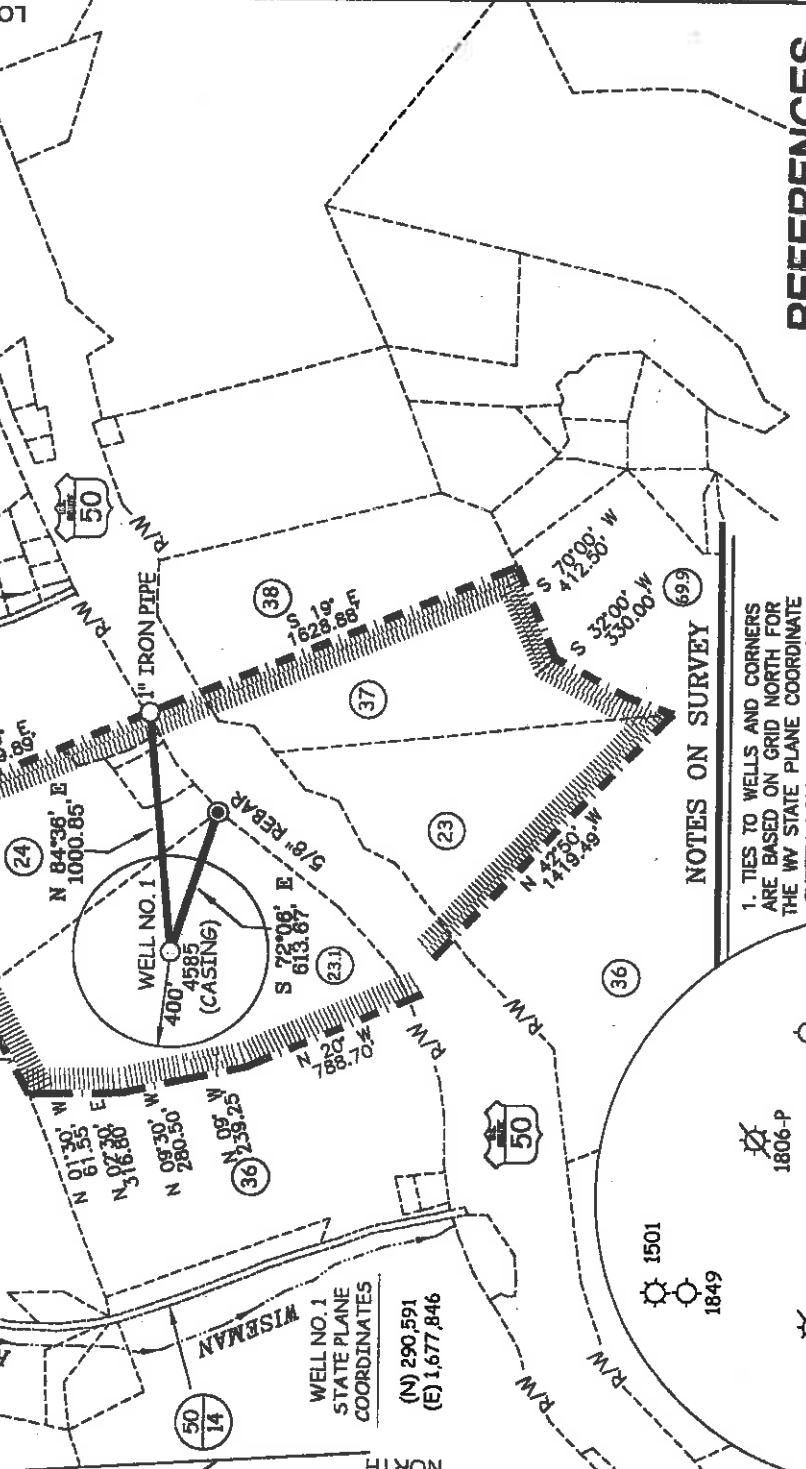 LO
50
R/W
R/W
1" IRON PIPE
38
S 19° E
1628.88'
24
N 84°36' E
1000.85'
WELL NO. 1
400'
4585
(CASING)
S 72°06' E
613.67'
5/8" REBAR
23.1
37
23
S 70°00' W
412.50'
S 32°00' W
330.00'
69.9
N 42°50' W
1419.49'
N 20° W
788.70'
N 01°30' W
61.55'
N 02°30' E
316.80'
N 09°30' W
280.50'
N 09° W
239.25'
36
R/W
R/W
50
36
WISEMAN
50
14
WELL NO. 1
STATE PLANE
COORDINATES
(N) 290,591
(E) 1,677,846
R/W
R/W
NORTH
REFERENCES
NOTES ON SURVEY
1. TIES TO WELLS AND CORNERS
ARE BASED ON GRID NORTH FOR
THE WV STATE PLANE COORDINATE
1806-P
1501
1849